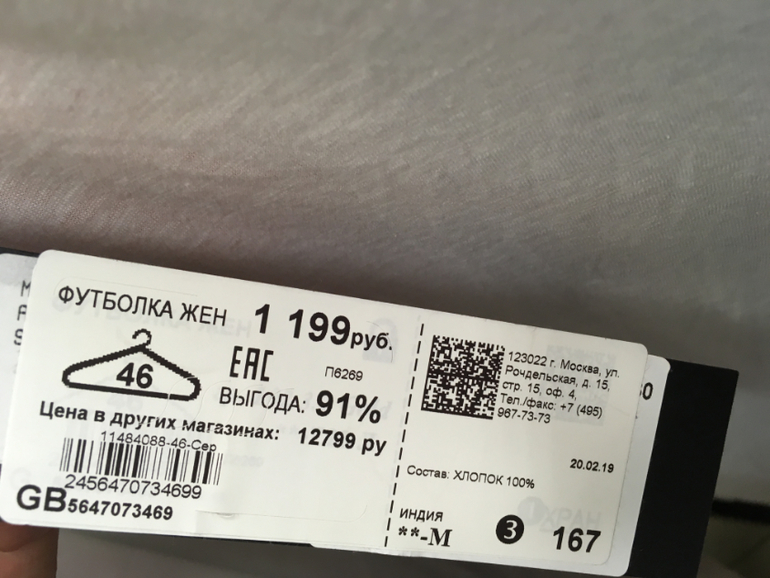 ФУТБОЛКА ЖЕН 1 199руб.
46
ЕАС
П6269
ВЫГОДА: 91%
Цена в других магазинах: 12799 ру
11484088-46-Сер
2456470734699
GB5647073469
123022 г. Москва, ул.
Рочдельская, д. 15,
стр. 15, оф. 4,
Тел./факс: +7 (495)
967-73-73
20.02.19
Состав: ХЛОПОК 100%
ИНДИЯ
**-М
3
167